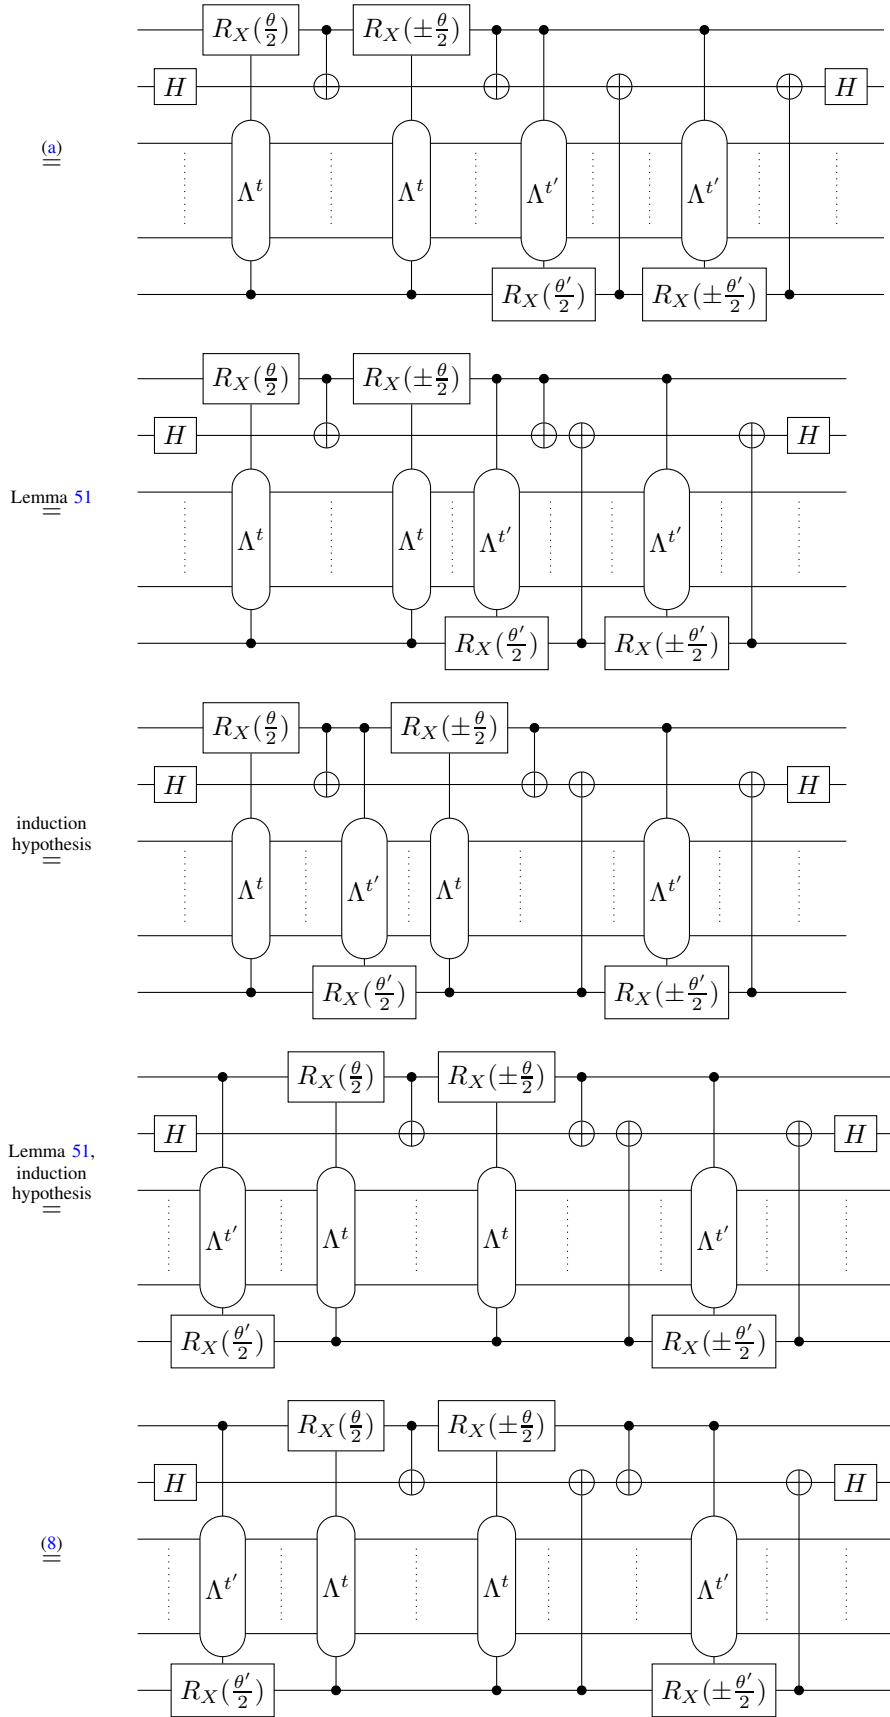 R_X(θ/2) R_X(±θ/2)
H H
(a)
=
Λ^t Λ^t Λ^{t'} Λ^{t'}
R_X(θ'/2) R_X(±θ'/2)
R_X(θ/2) R_X(±θ/2)
H H
Lemma 51
=
Λ^t Λ^t Λ^{t'} Λ^{t'}
R_X(θ'/2) R_X(±θ'/2)
R_X(θ/2) R_X(±θ/2)
H H
induction
hypothesis
=
Λ^t Λ^{t'} Λ^t Λ^{t'}
R_X(θ'/2) R_X(±θ'/2)
R_X(θ/2) R_X(±θ/2)
H H
Lemma 51,
induction
hypothesis
=
Λ^{t'} Λ^t Λ^t Λ^{t'}
R_X(θ'/2) R_X(±θ'/2)
R_X(θ/2) R_X(±θ/2)
H H
(8)
=
Λ^{t'} Λ^t Λ^t Λ^{t'}
R_X(θ'/2) R_X(±θ'/2)